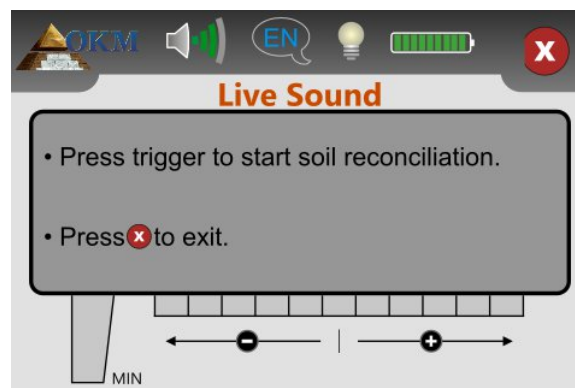 OKM
EN
X
Live Sound
• Press trigger to start soil reconciliation.
• Press X to exit.
MIN